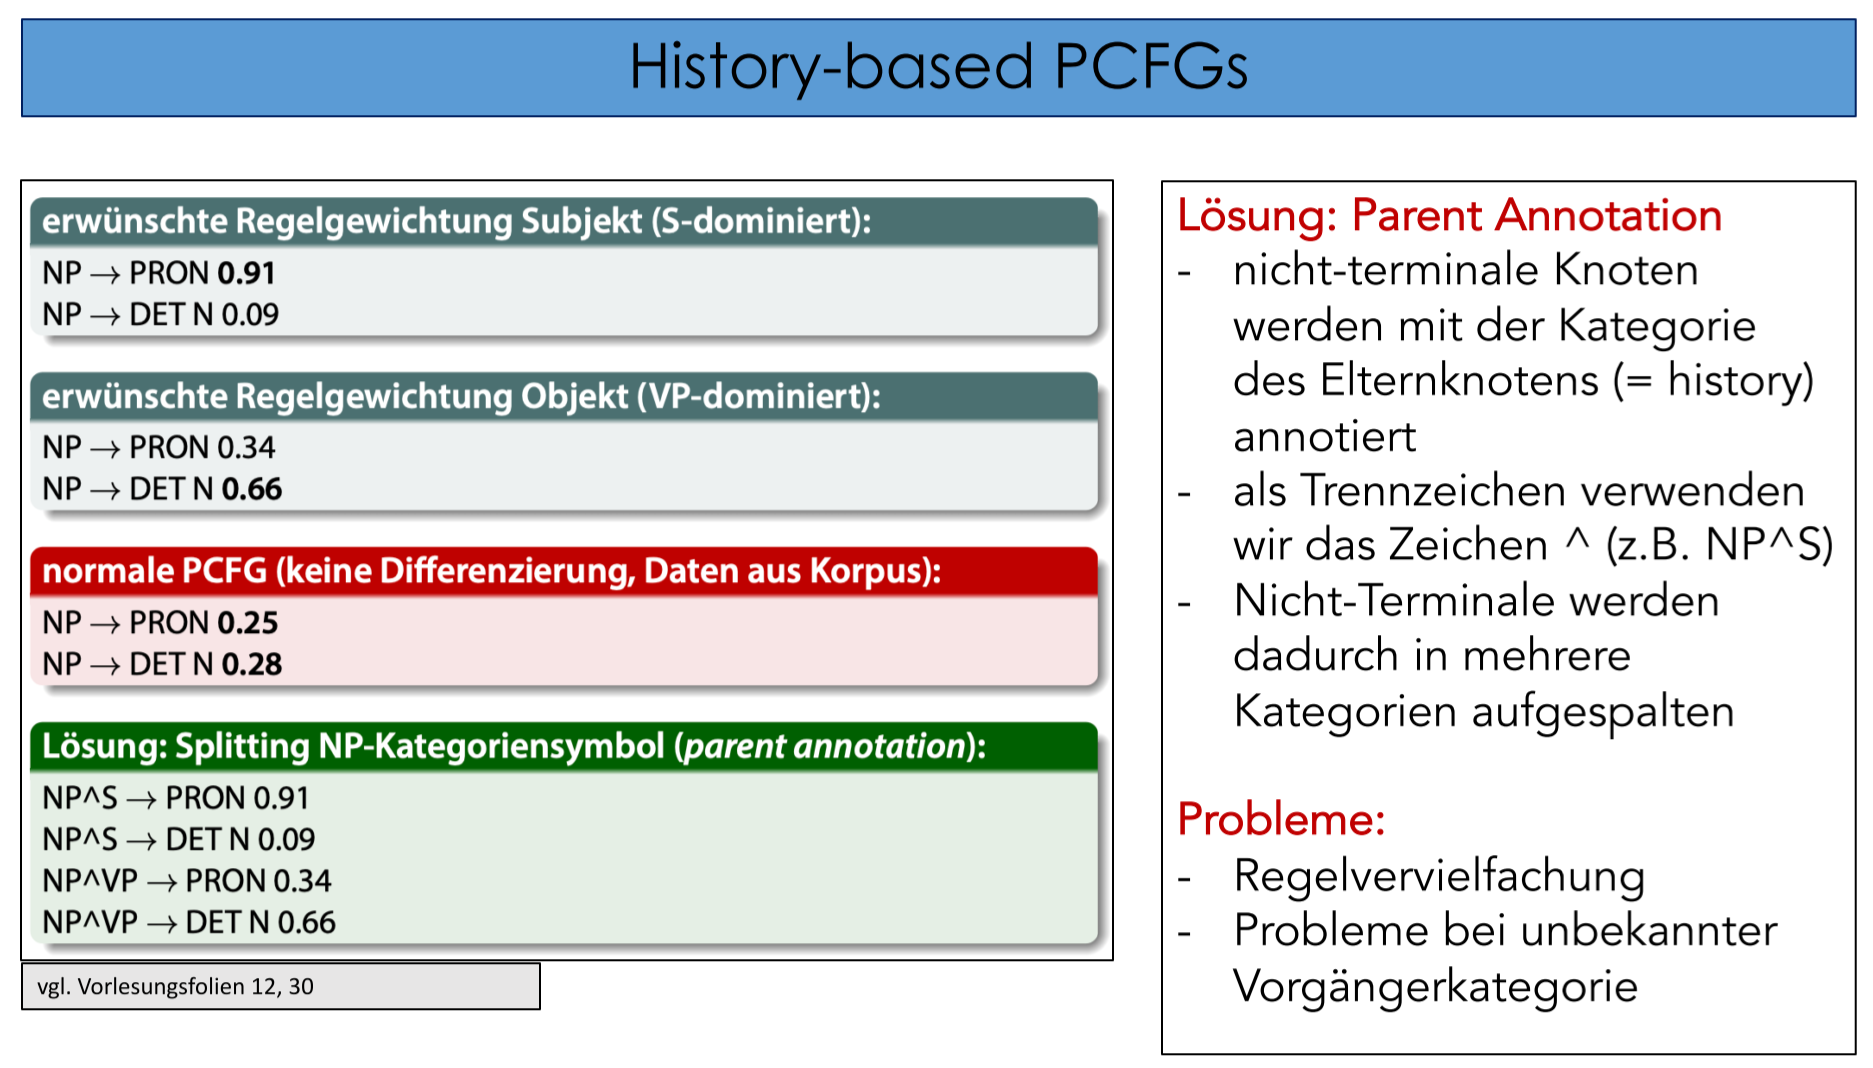 History-based PCFGs
erwünschte Regelgewichtung Subjekt (S-dominiert):
NP → PRON 0.91
NP → DET N 0.09
erwünschte Regelgewichtung Objekt (VP-dominiert):
NP → PRON 0.34
NP → DET N 0.66
normale PCFG (keine Differenzierung, Daten aus Korpus):
NP → PRON 0.25
NP → DET N 0.28
Lösung: Splitting NP-Kategoriensymbol (parent annotation):
NP^S → PRON 0.91
NP^S → DET N 0.09
NP^VP → PRON 0.34
NP^VP → DET N 0.66
vgl. Vorlesungsfolien 12, 30
Lösung: Parent Annotation
- nicht-terminale Knoten
werden mit der Kategorie
des Elternknotens (= history)
annotiert
- als Trennzeichen verwenden
wir das Zeichen ^ (z.B. NP^S)
- Nicht-Terminale werden
dadurch in mehrere
Kategorien aufgespalten
Probleme:
- Regelvervielfachung
- Probleme bei unbekannter
Vorgängerkategorie